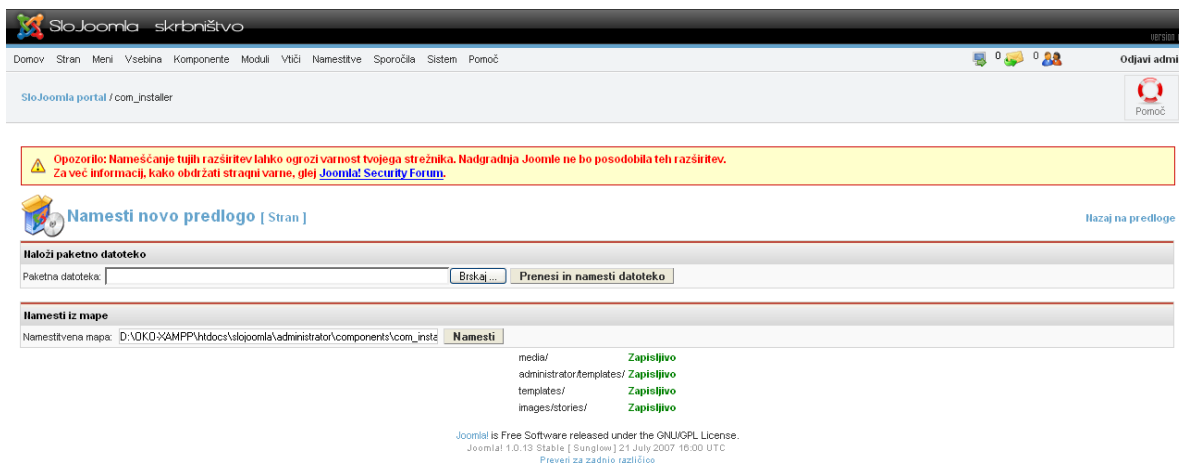 SloJoomla skrbništvo
version
Domov Stran Meni Vsebina Komponente Moduli Vtiči Namestitve Sporočila Sistem Pomoč 0 0 Odjavi admi
SloJoomla portal / com_installer
Pomoč
Opozorilo: Nameščanje tujih razširitev lahko ogrozi varnost tvojega strežnika. Nadgradnja Joomle ne bo posodobila teh razširitev.
Za več informacij, kako obdržati straqni varne, glej Joomla! Security Forum.
Namesti novo predlogo [ Stran ]
Nazaj na predloge
Naloži paketno datoteko
Paketna datoteka: Brskaj ... Prenesi in namesti datoteko
Namesti iz mape
Namestitvena mapa: D:\OKO-XAMPP\htdocs\slojoomla\administrator\components\com_insta Namesti
media/ Zapisljivo
administrator/templates/ Zapisljivo
templates/ Zapisljivo
images/stories/ Zapisljivo
Joomla! is Free Software released under the GNU/GPL License.
Joomla! 1.0.13 Stable [ Sunglow ] 21 July 2007 16:00 UTC
Preveri za zadnio različico